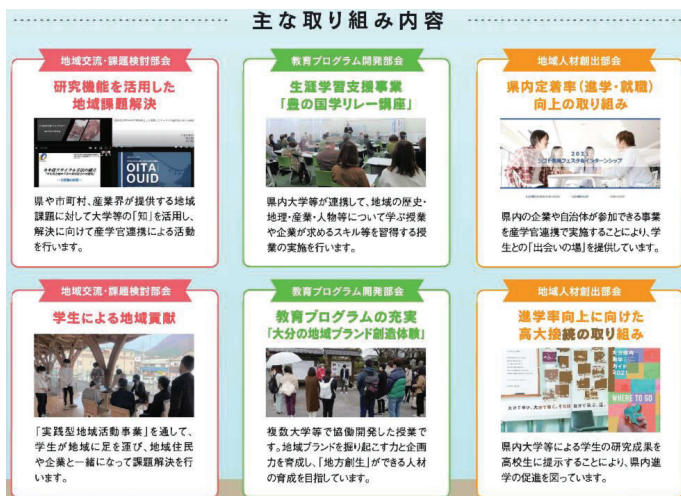 主な取り組み内容
地域交流・課題検討部会
研究機能を活用した
地域課題解決
OITA
OUID
県や市町村、産業界が提供する地域
課題に対して大学等の「知」を活用し、
解決に向けて産学官連携による活動
を行います。
教育プログラム開発部会
生涯学習支援事業
「豊の国学リレー講座」
県内大学等が連携して、地域の歴史・
地理・産業・人物等について学ぶ授業
や企業が求めるスキル等を習得する授
業の実施を行います。
地域人材創出部会
県内定着率（進学・就職）
向上の取り組み
2021
県内の企業や自治体が参加できる事業
を産学官連携で実施することにより、学
生との「出会いの場」を提供しています。
地域交流・課題検討部会
学生による地域貢献
「実践型地域活動事業」を通して、
学生が地域に足を運び、地域住民
や企業と一緒になって課題解決を行
います。
教育プログラム開発部会
教育プログラムの充実
「大分の地域ブランド創造体験」
複数大学等で協働開発した授業で
す。地域ブランドを掘り起こす力と企画
力を育成し、「地方創生」ができる人材
の育成を目指しています。
地域人材創出部会
進学率向上に向けた
高大接続の取り組み
2021
WHERE TO GO
県内大学等による学生の研究成果を
高校生に提示することにより、県内進
学の促進を図っています。